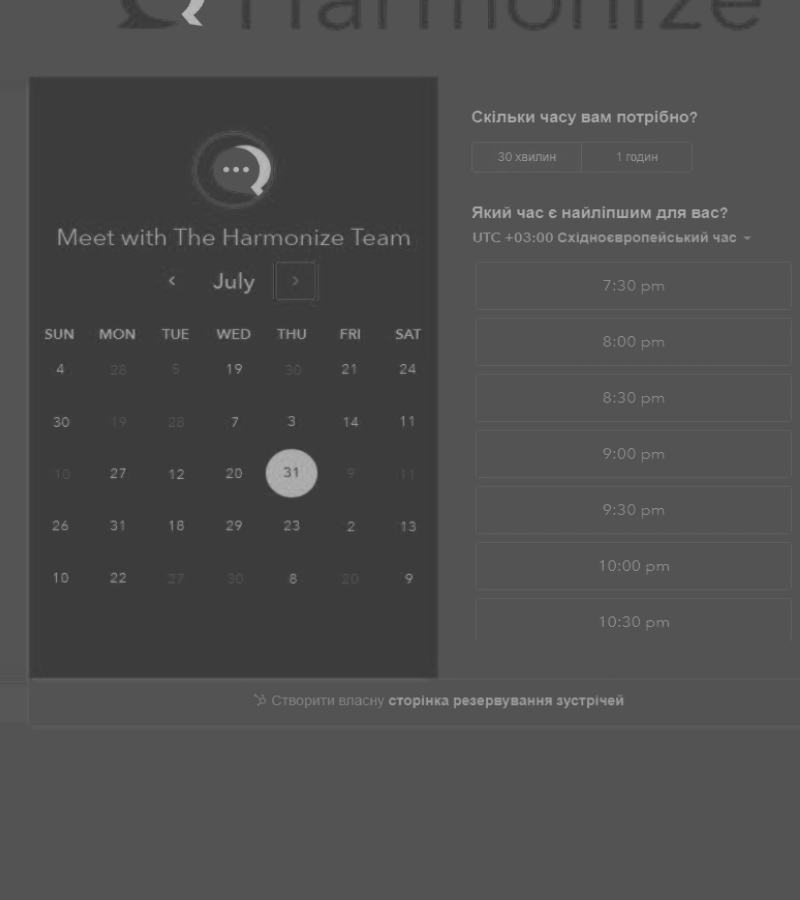 Harmonize
Meet with The Harmonize Team
July
SUN MON TUE WED THU FRI SAT
4 28 5 19 30 21 24
30 19 28 7 3 14 11
10 27 12 20 31 9 11
26 31 18 29 23 2 13
10 22 27 30 8 20 9
Скільки часу вам потрібно?
30 хвилин 1 годин
Який час є найліпшим для вас?
UTC +03:00 Східноєвропейський час
7:30 pm
8:00 pm
8:30 pm
9:00 pm
9:30 pm
10:00 pm
10:30 pm
Створити власну сторінка резервування зустрічей